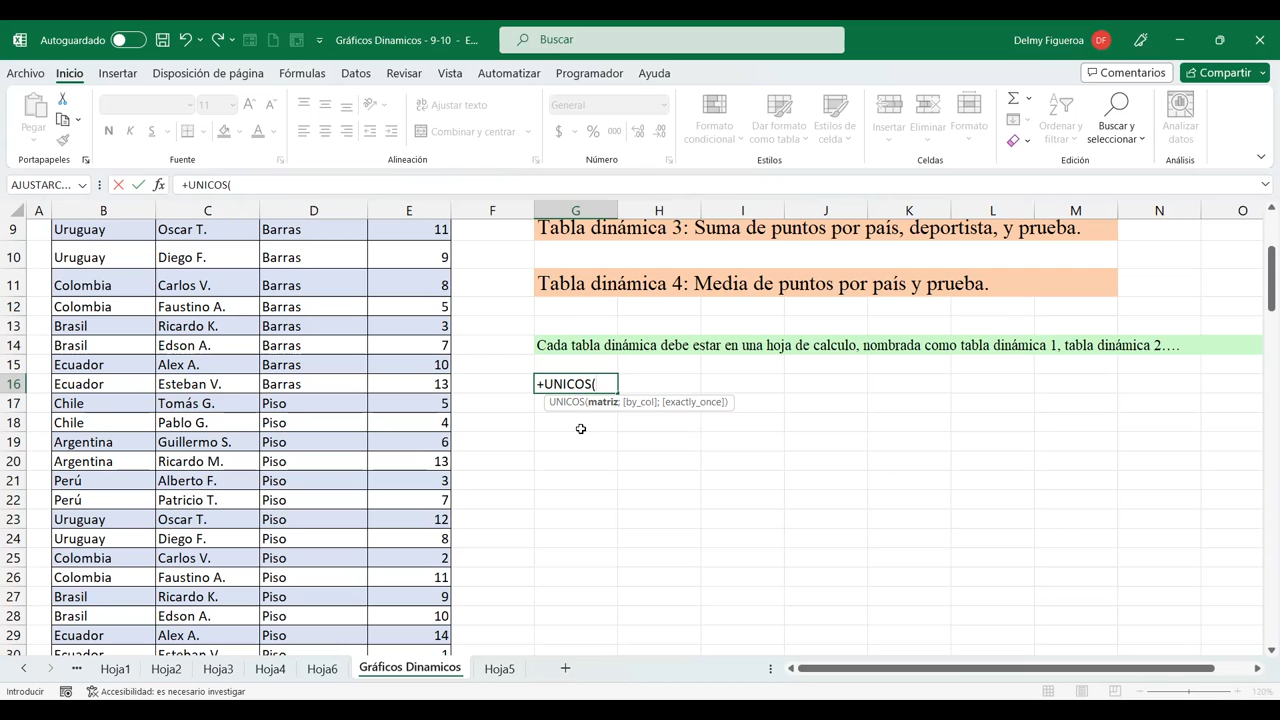 Autoguardado
Gráficos Dinamicos - 9-10 - E...
Buscar
Delmy Figueroa
DF
Archivo Inicio Insertar Disposición de página Fórmulas Datos Revisar Vista Automatizar Programador Ayuda
Comentarios
Compartir
Pegar
11
Ajustar texto
Combinar y centrar
General
N K S
$ % 000
Formato condicional
Dar formato como tabla
Estilos de celda
Insertar
Eliminar
Formato
Ordenar y filtrar
Buscar y seleccionar
Analizar datos
Portapapeles Fuente Alineación Número Estilos Celdas Edición Análisis
AJUSTARC... fx +UNICOS(
A B C D E F G H I J K L M N O
9 Uruguay Oscar T. Barras 11 Tabla dinámica 3: Suma de puntos por país, deportista, y prueba.
10 Uruguay Diego F. Barras 9
11 Colombia Carlos V. Barras 8 Tabla dinámica 4: Media de puntos por país y prueba.
12 Colombia Faustino A. Barras 5
13 Brasil Ricardo K. Barras 3
14 Brasil Edson A. Barras 7 Cada tabla dinámica debe estar en una hoja de calculo, nombrada como tabla dinámica 1, tabla dinámica 2….
15 Ecuador Alex A. Barras 10
16 Ecuador Esteban V. Barras 13 +UNICOS(
17 Chile Tomás G. Piso 5 UNICOS(matriz; [by_col]; [exactly_once])
18 Chile Pablo G. Piso 4
19 Argentina Guillermo S. Piso 6
20 Argentina Ricardo M. Piso 13
21 Perú Alberto F. Piso 3
22 Perú Patricio T. Piso 7
23 Uruguay Oscar T. Piso 12
24 Uruguay Diego F. Piso 8
25 Colombia Carlos V. Piso 2
26 Colombia Faustino A. Piso 11
27 Brasil Ricardo K. Piso 9
28 Brasil Edson A. Piso 10
29 Ecuador Alex A. Piso 14
30 Ecuador Esteban V. Piso 1
Hoja1 Hoja2 Hoja3 Hoja4 Hoja6 Gráficos Dinamicos Hoja5
Introducir
Accesibilidad: es necesario investigar
120%